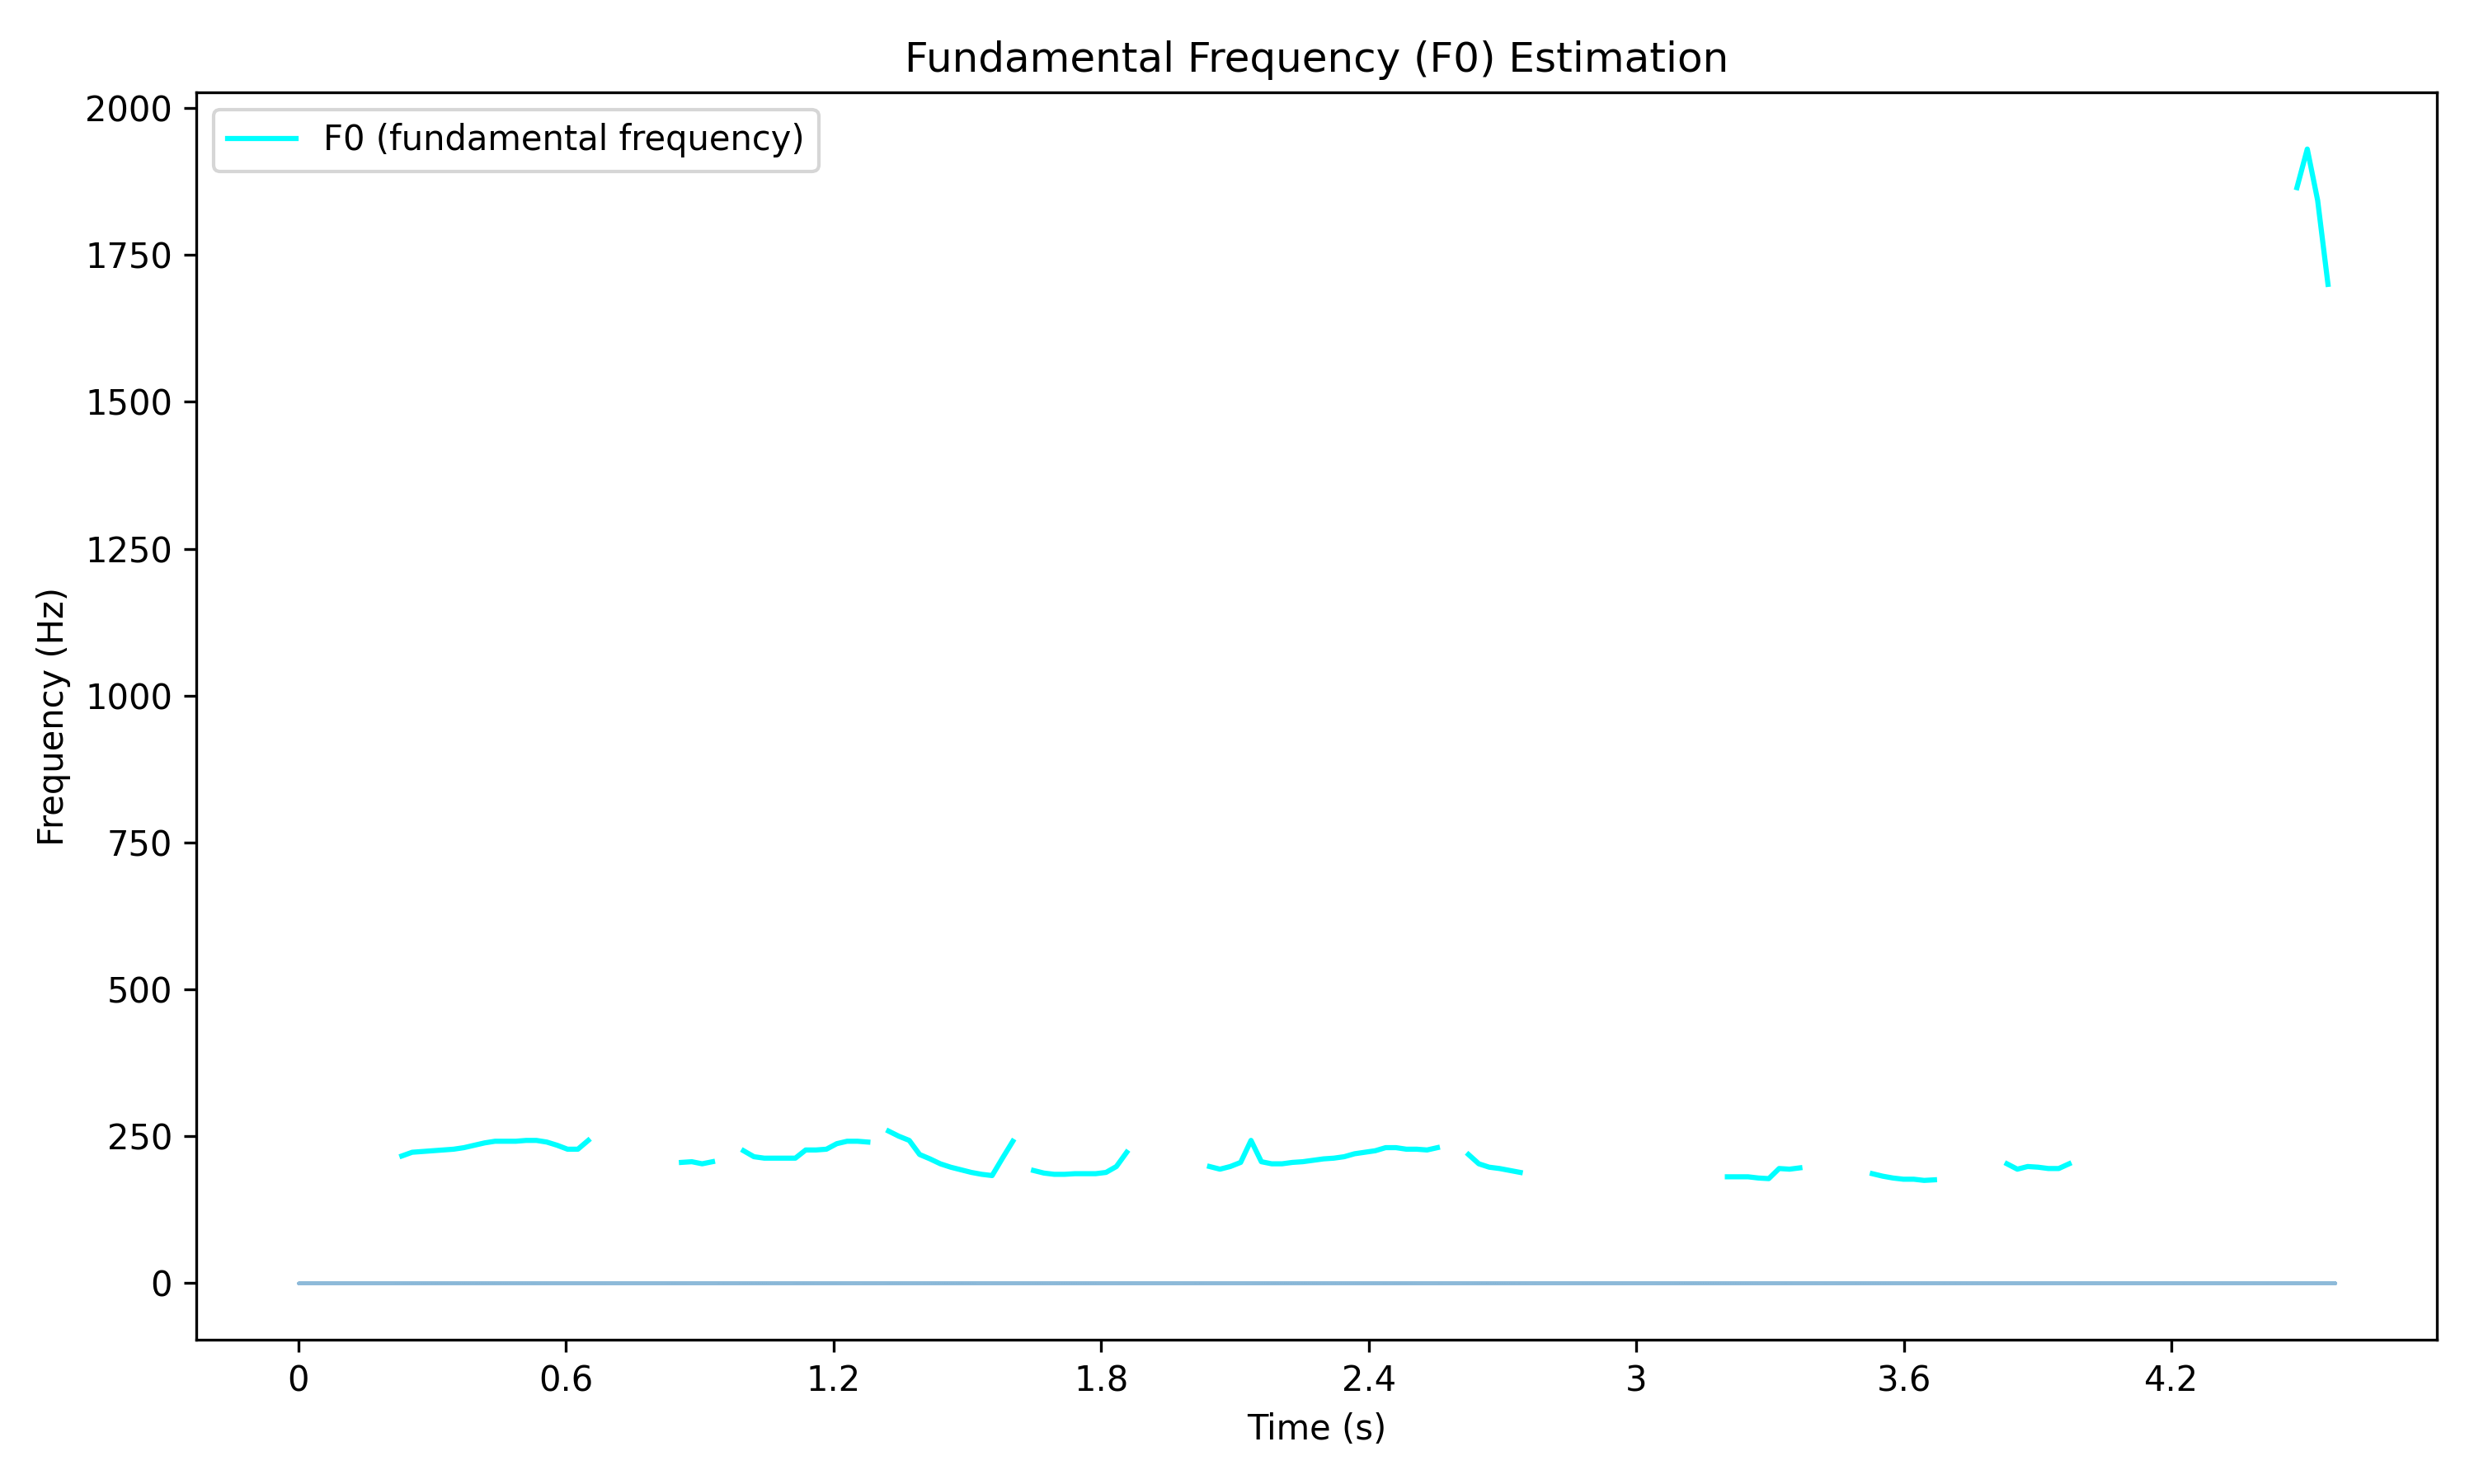 Fundamental Frequency (F0) Estimation
F0 (fundamental frequency)
2000
1750
1500
1250
1000
750
500
250
0
Frequency (Hz)
0 0.6 1.2 1.8 2.4 3 3.6 4.2
Time (s)